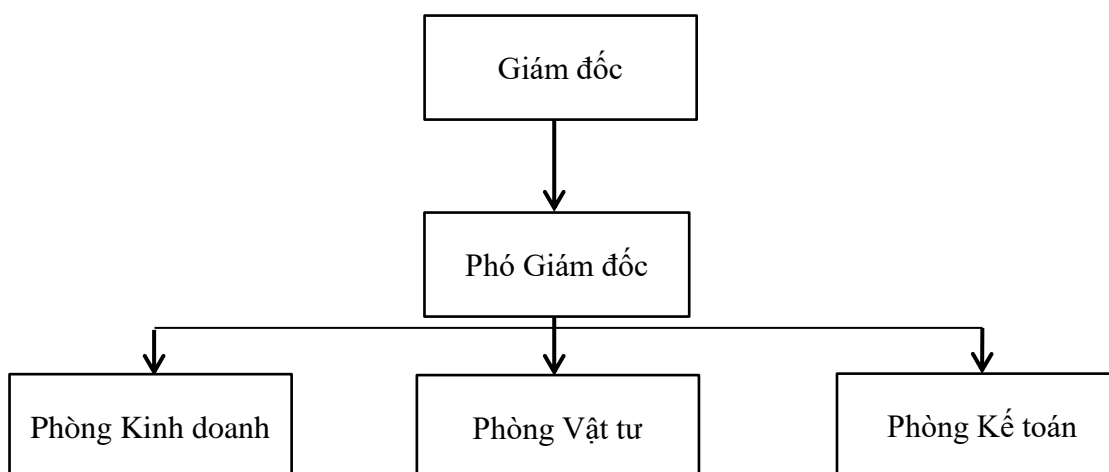 Giám đốc
Phó Giám đốc
Phòng Kinh doanh
Phòng Vật tư
Phòng Kế toán